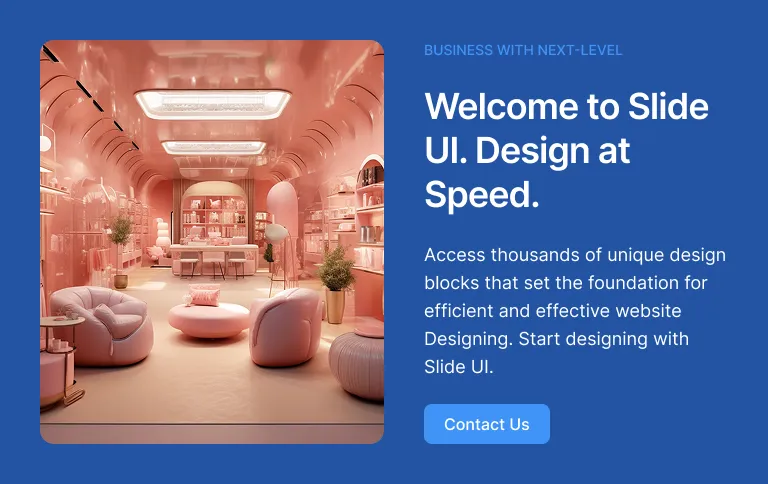 BUSINESS WITH NEXT-LEVEL
Welcome to Slide
UI. Design at
Speed.
Access thousands of unique design
blocks that set the foundation for
efficient and effective website
Designing. Start designing with
Slide UI.
Contact Us